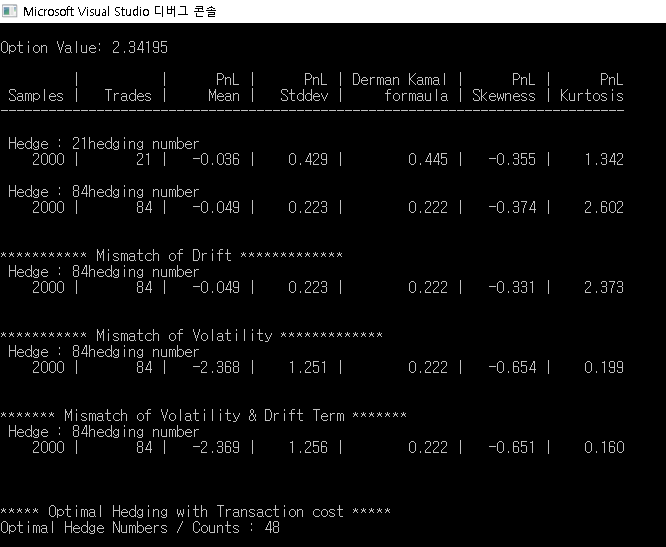 Microsoft Visual Studio 디버그 콘솔
Option Value: 2.34195
| | PnL | PnL | Derman Kamal | PnL | PnL
Samples | Trades | Mean | Stddev | formaula | Skewness | Kurtosis
------------------------------------------------------------------------------
Hedge : 21hedging number
2000 | 21 | -0.036 | 0.429 | 0.445 | -0.355 | 1.342
Hedge : 84hedging number
2000 | 84 | -0.049 | 0.223 | 0.222 | -0.374 | 2.602
*********** Mismatch of Drift *************
Hedge : 84hedging number
2000 | 84 | -0.049 | 0.223 | 0.222 | -0.331 | 2.373
*********** Mismatch of Volatility *************
Hedge : 84hedging number
2000 | 84 | -2.368 | 1.251 | 0.222 | -0.654 | 0.199
******* Mismatch of Volatility & Drift Term *******
Hedge : 84hedging number
2000 | 84 | -2.369 | 1.256 | 0.222 | -0.651 | 0.160
***** Optimal Hedging with Transaction cost *****
Optimal Hedge Numbers / Counts : 48